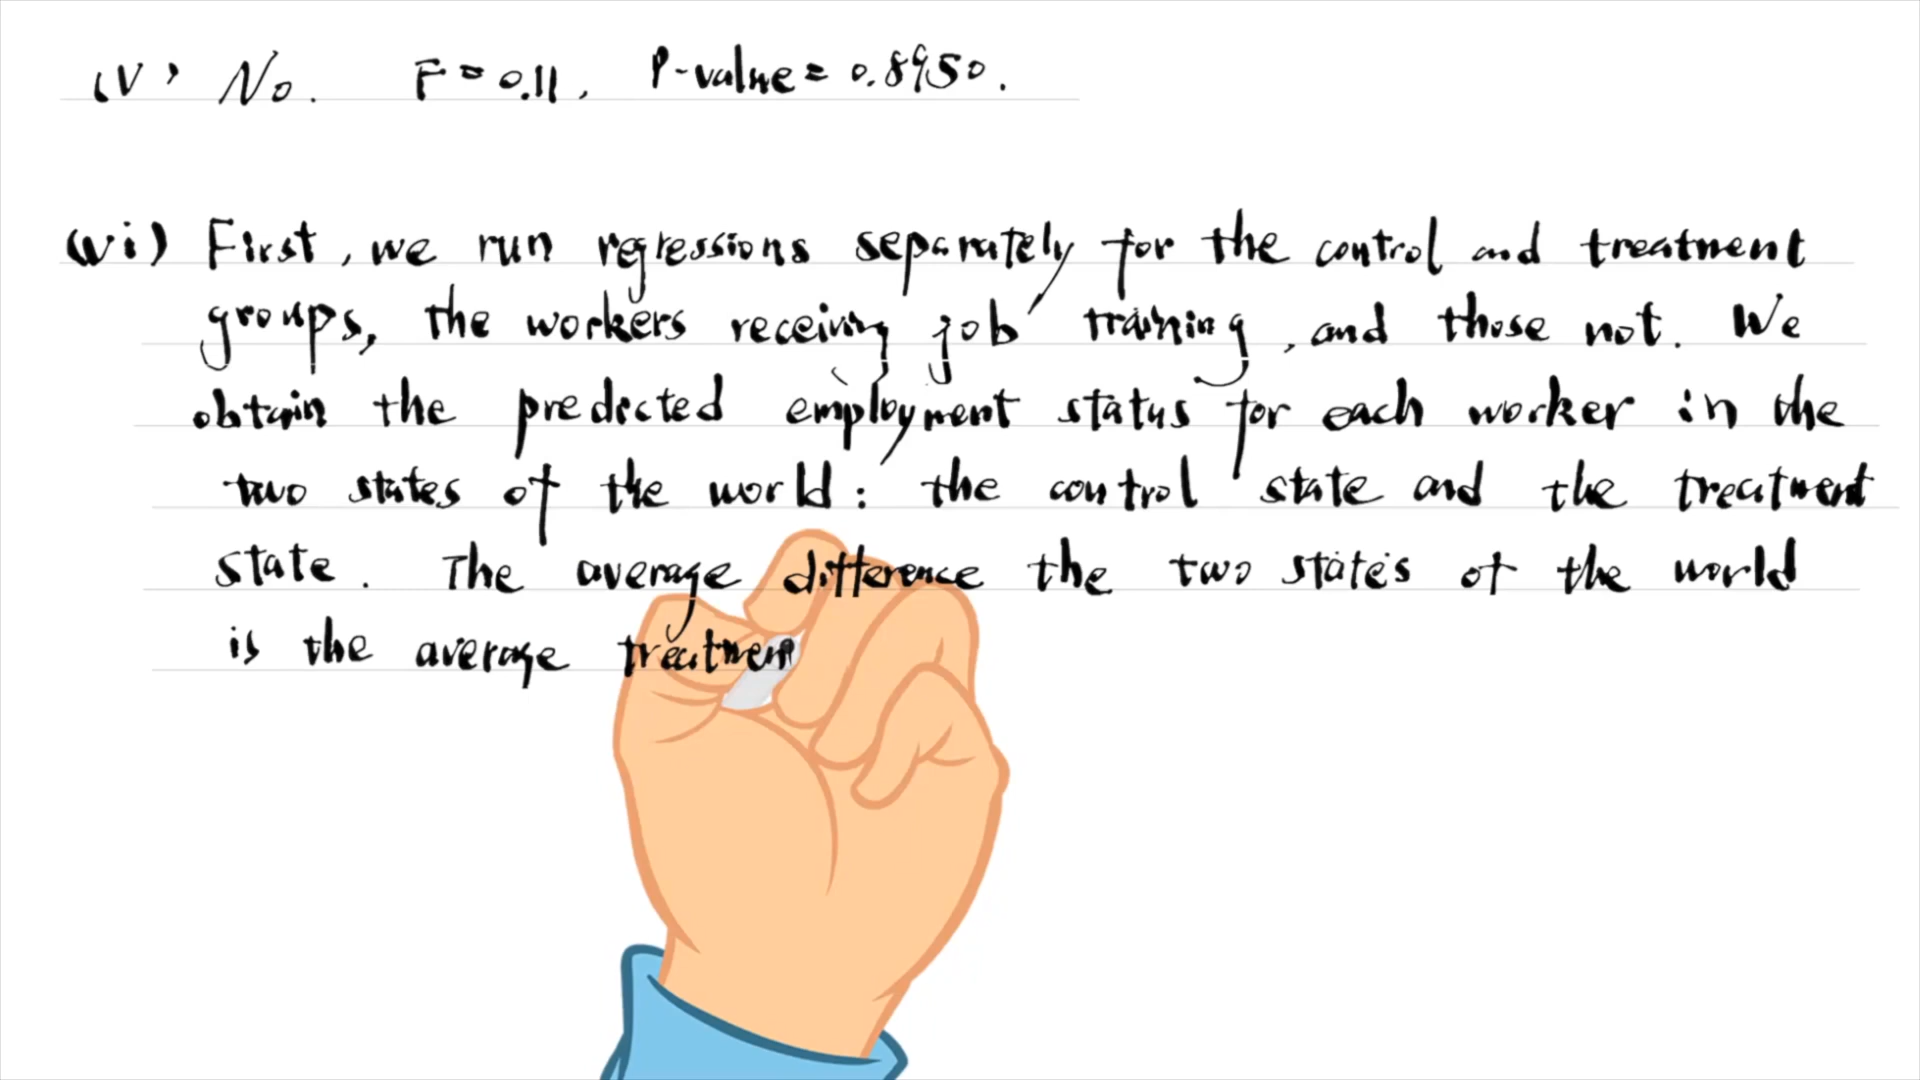 (v) No. F = 0.11, P-value = 0.8950.
(vi) First, we run regressions separately for the control and treatment
groups, the workers receiving job training, and those not. We
obtain the predicted employment status for each worker in the
two states of the world: the control state and the treatment
state. The average difference the two states of the world
is the average treatmen